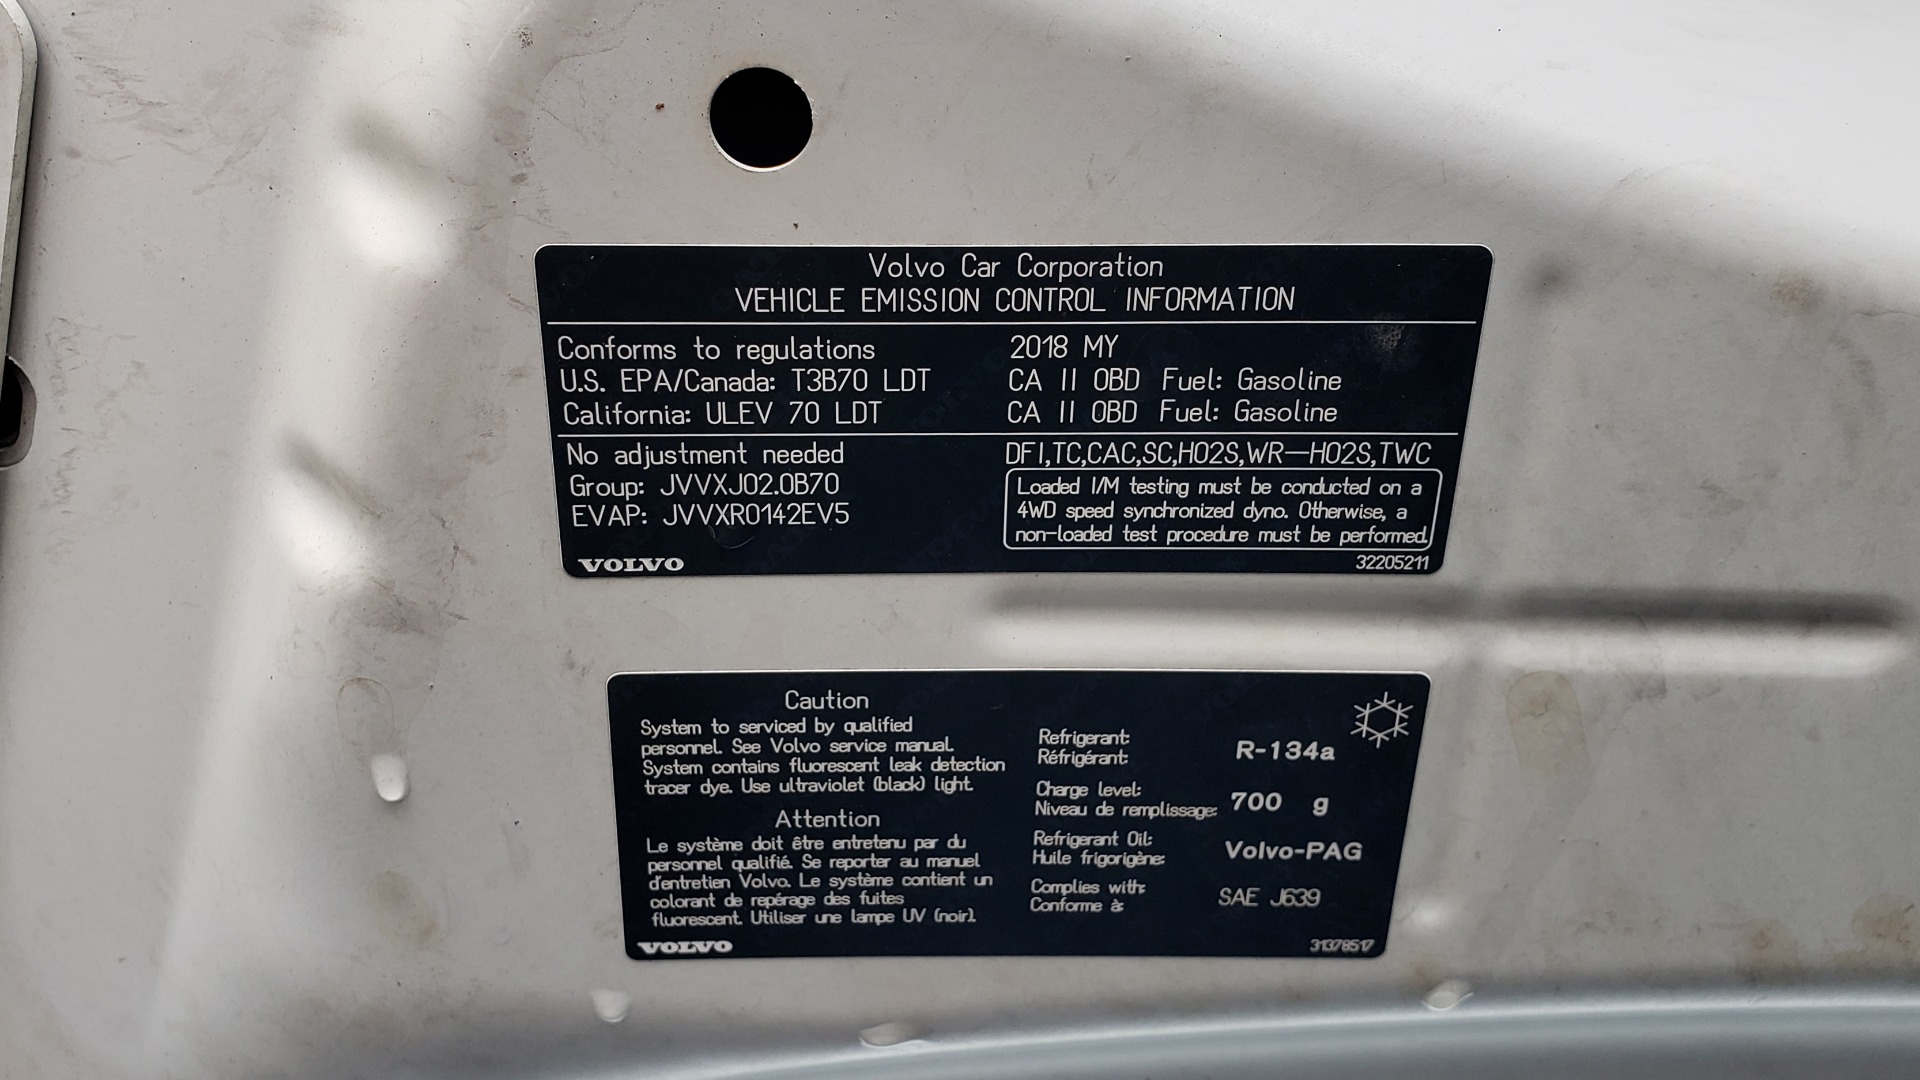 Volvo Car Corporation
VEHICLE EMISSION CONTROL INFORMATION
Conforms to regulations 2018 MY
U.S. EPA/Canada: T3B70 LDT CA II OBD Fuel: Gasoline
California: ULEV 70 LDT CA II OBD Fuel: Gasoline
No adjustment needed
Group: JVVXJ02.0B70
EVAP: JVVXR0142EV5
DFI,TC,CAC,SC,HO2S,WR—HO2S,TWC
Loaded I/M testing must be conducted on a
4WD speed synchronized dyno. Otherwise, a
non-loaded test procedure must be performed.
VOLVO
32205211
Caution
System to serviced by qualified
personnel. See Volvo service manual.
System contains fluorescent leak detection
tracer dye. Use ultraviolet (black) light.
Attention
Le système doit être entretenu par du
personnel qualifié. Se reporter au manuel
d'entretien Volvo. Le système contient un
colorant de repérage des fuites
fluorescent. Utiliser une lampe UV (noir).
VOLVO
Refrigerant:
Réfrigérant:
R-134a
Charge level:
Niveau de remplissage:
700 g
Refrigerant Oil:
Huile frigorigène:
Volvo-PAG
Complies with:
Conforme à:
SAE J639
31378517